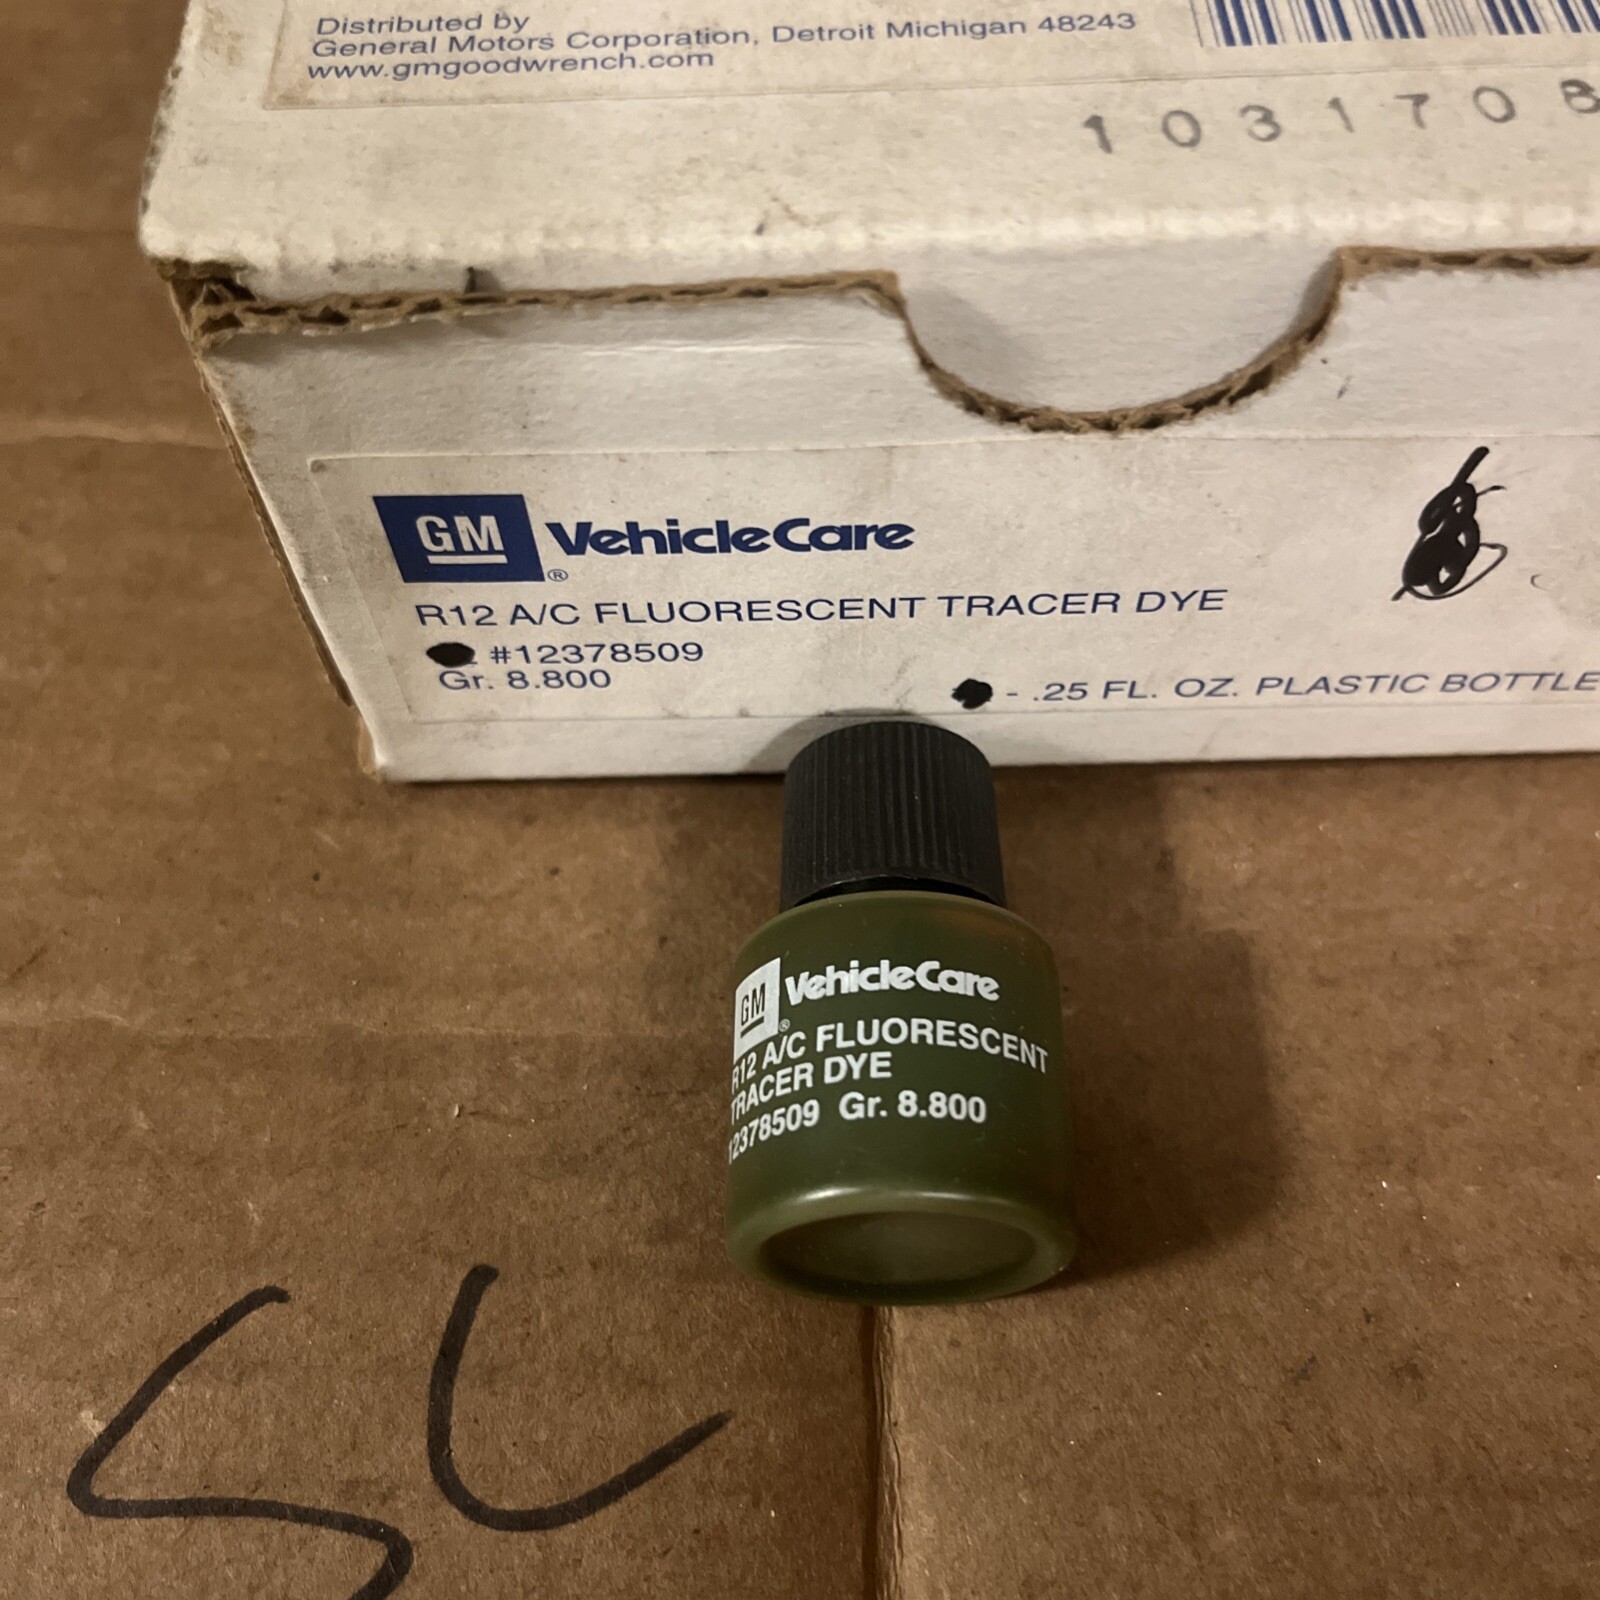 Distributed by
General Motors Corporation, Detroit Michigan 48243
www.gmgoodwrench.com
1031708
GM VehicleCare
®
R12 A/C FLUORESCENT TRACER DYE
#12378509
Gr. 8.800
- .25 FL. OZ. PLASTIC BOTTLE
GM VehicleCare
®
R12 A/C FLUORESCENT
TRACER DYE
12378509 Gr. 8.800